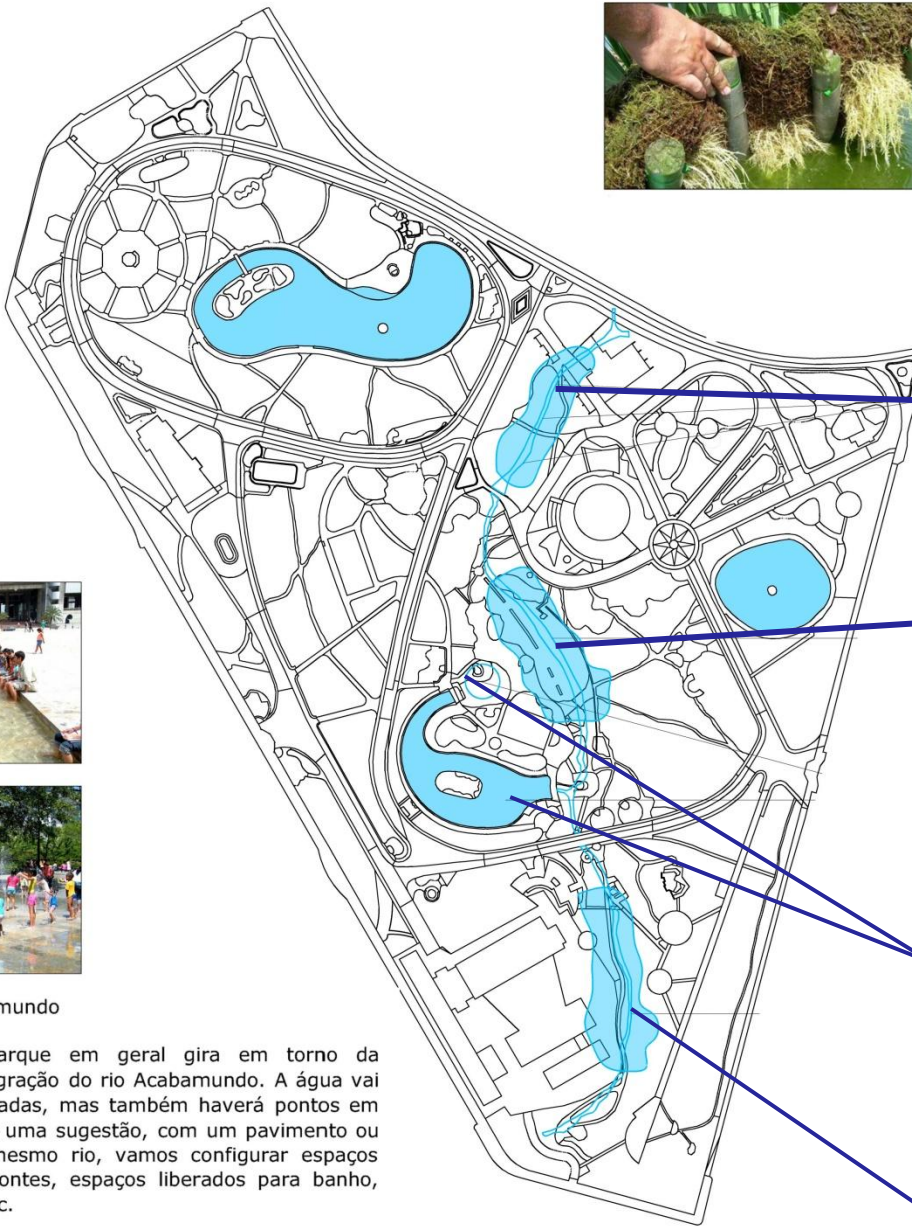 mundo
arque em geral gira em torno da
gração do rio Acabamundo. A água vai
adas, mas também haverá pontos em
uma sugestão, com um pavimento ou
nesmo rio, vamos configurar espaços
ontes, espaços liberados para banho,
c.